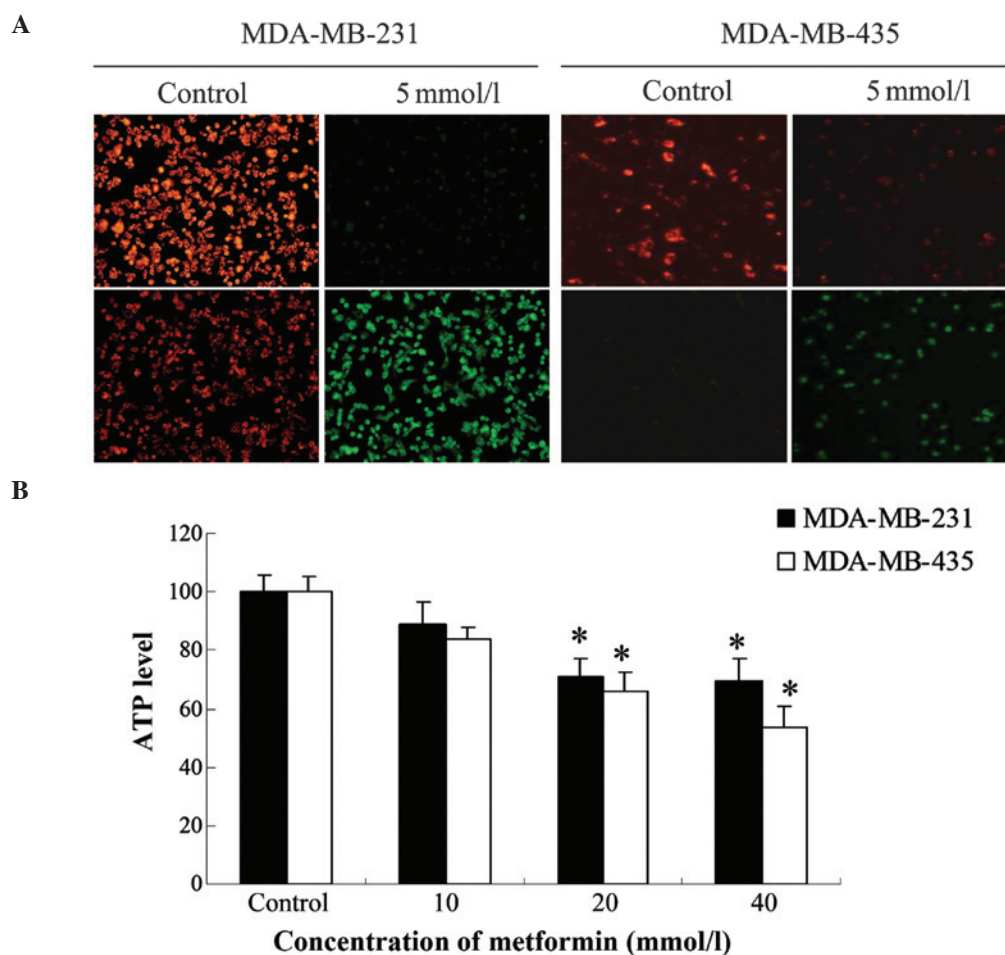 A
MDA-MB-231 MDA-MB-435
Control 5 mmol/l Control 5 mmol/l
B
MDA-MB-231
MDA-MB-435
120
100
80
60
40
20
0
ATP level
* * * *
Control 10 20 40
Concentration of metformin (mmol/l)